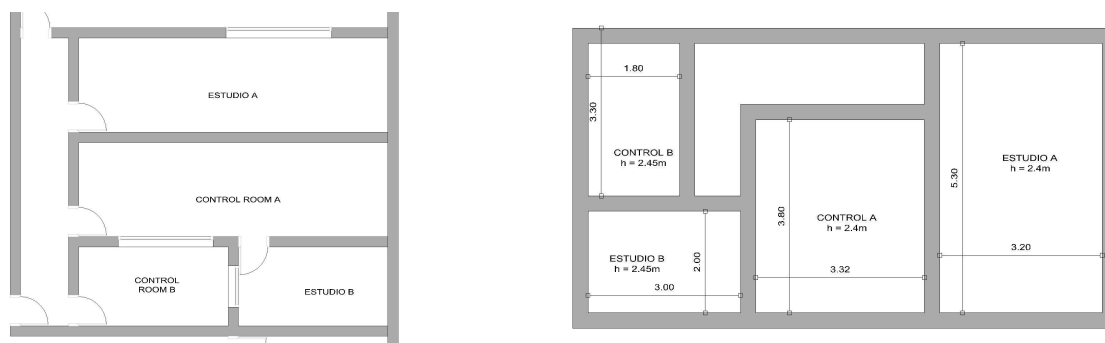 ESTUDIO A
CONTROL ROOM A
CONTROL
ROOM B
ESTUDIO B
1.80
3.30
CONTROL B
h = 2.45m
ESTUDIO B
h = 2.45m
2.00
3.00
3.80
CONTROL A
h = 2.4m
3.32
ESTUDIO A
h = 2.4m
5.30
3.20